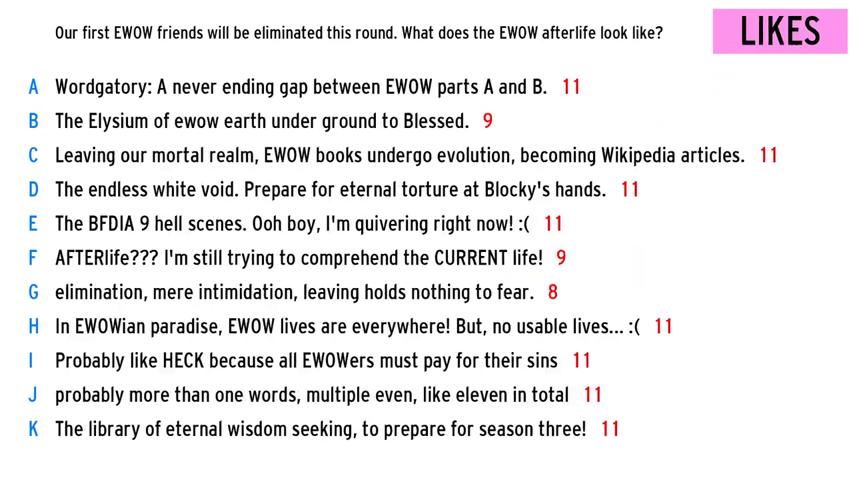 Our first EWOW friends will be eliminated this round. What does the EWOW afterlife look like?
LIKES
A Wordgatory: A never ending gap between EWOW parts A and B. 11
B The Elysium of ewow earth under ground to Blessed. 9
C Leaving our mortal realm, EWOW books undergo evolution, becoming Wikipedia articles. 11
D The endless white void. Prepare for eternal torture at Blocky's hands. 11
E The BFDIA 9 hell scenes. Ooh boy, I'm quivering right now! :( 11
F AFTERlife??? I'm still trying to comprehend the CURRENT life! 9
G elimination, mere intimidation, leaving holds nothing to fear. 8
H In EWOWian paradise, EWOW lives are everywhere! But, no usable lives... :( 11
I Probably like HECK because all EWOWers must pay for their sins 11
J probably more than one words, multiple even, like eleven in total 11
K The library of eternal wisdom seeking, to prepare for season three! 11